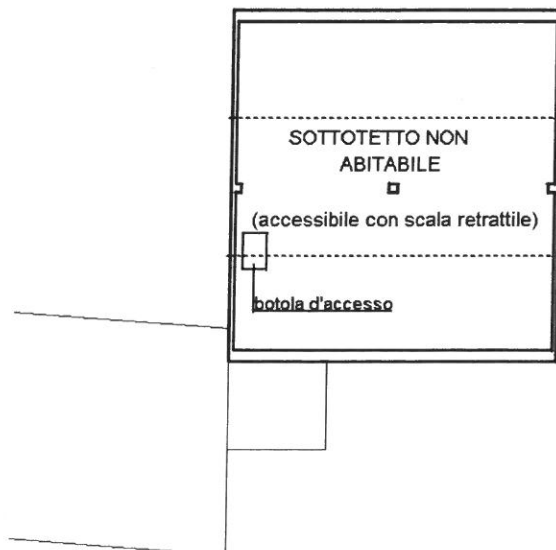 SOTTOTETTO NON
ABITABILE
(accessibile con scala retrattile)
botola d'accesso